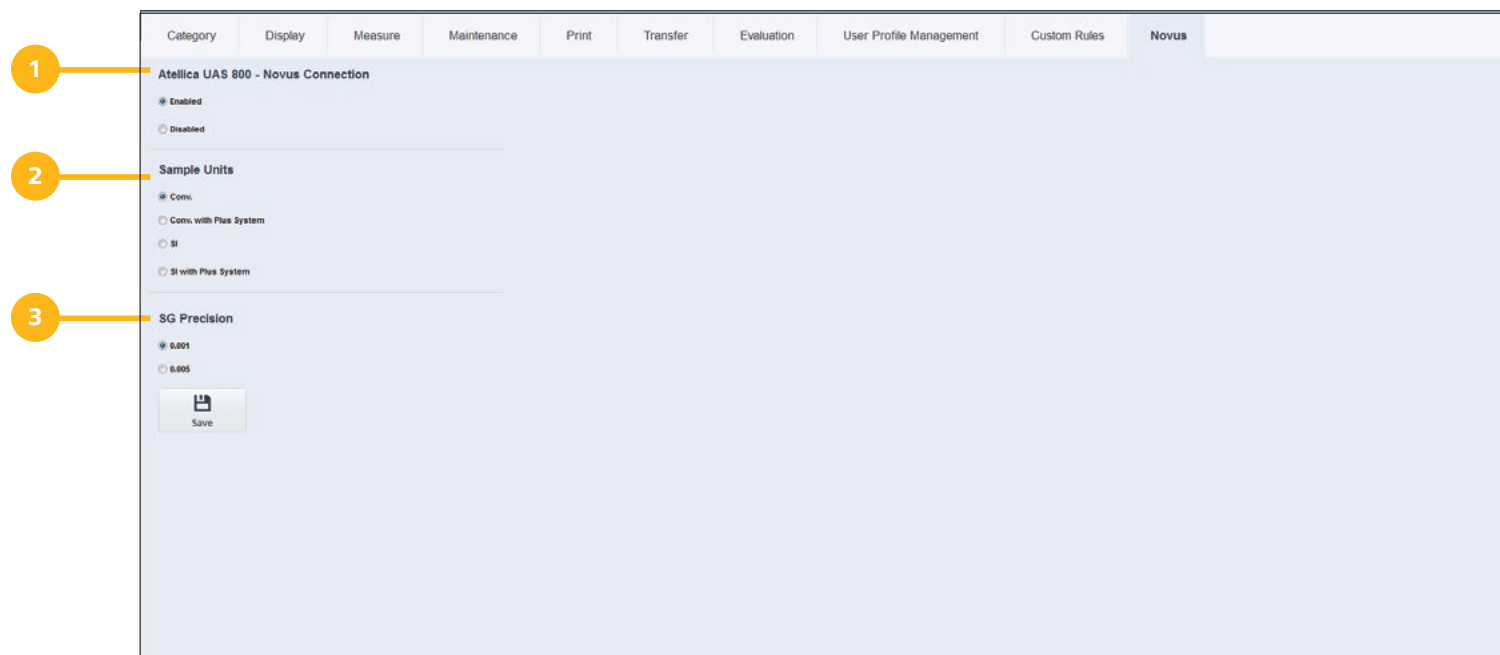 Category Display Measure Maintenance Print Transfer Evaluation User Profile Management Custom Rules Novus
1
Atellica UAS 800 - Novus Connection
Enabled
Disabled
2
Sample Units
Conv.
Conv. with Plus System
SI
SI with Plus System
3
SG Precision
0.001
0.005
Save